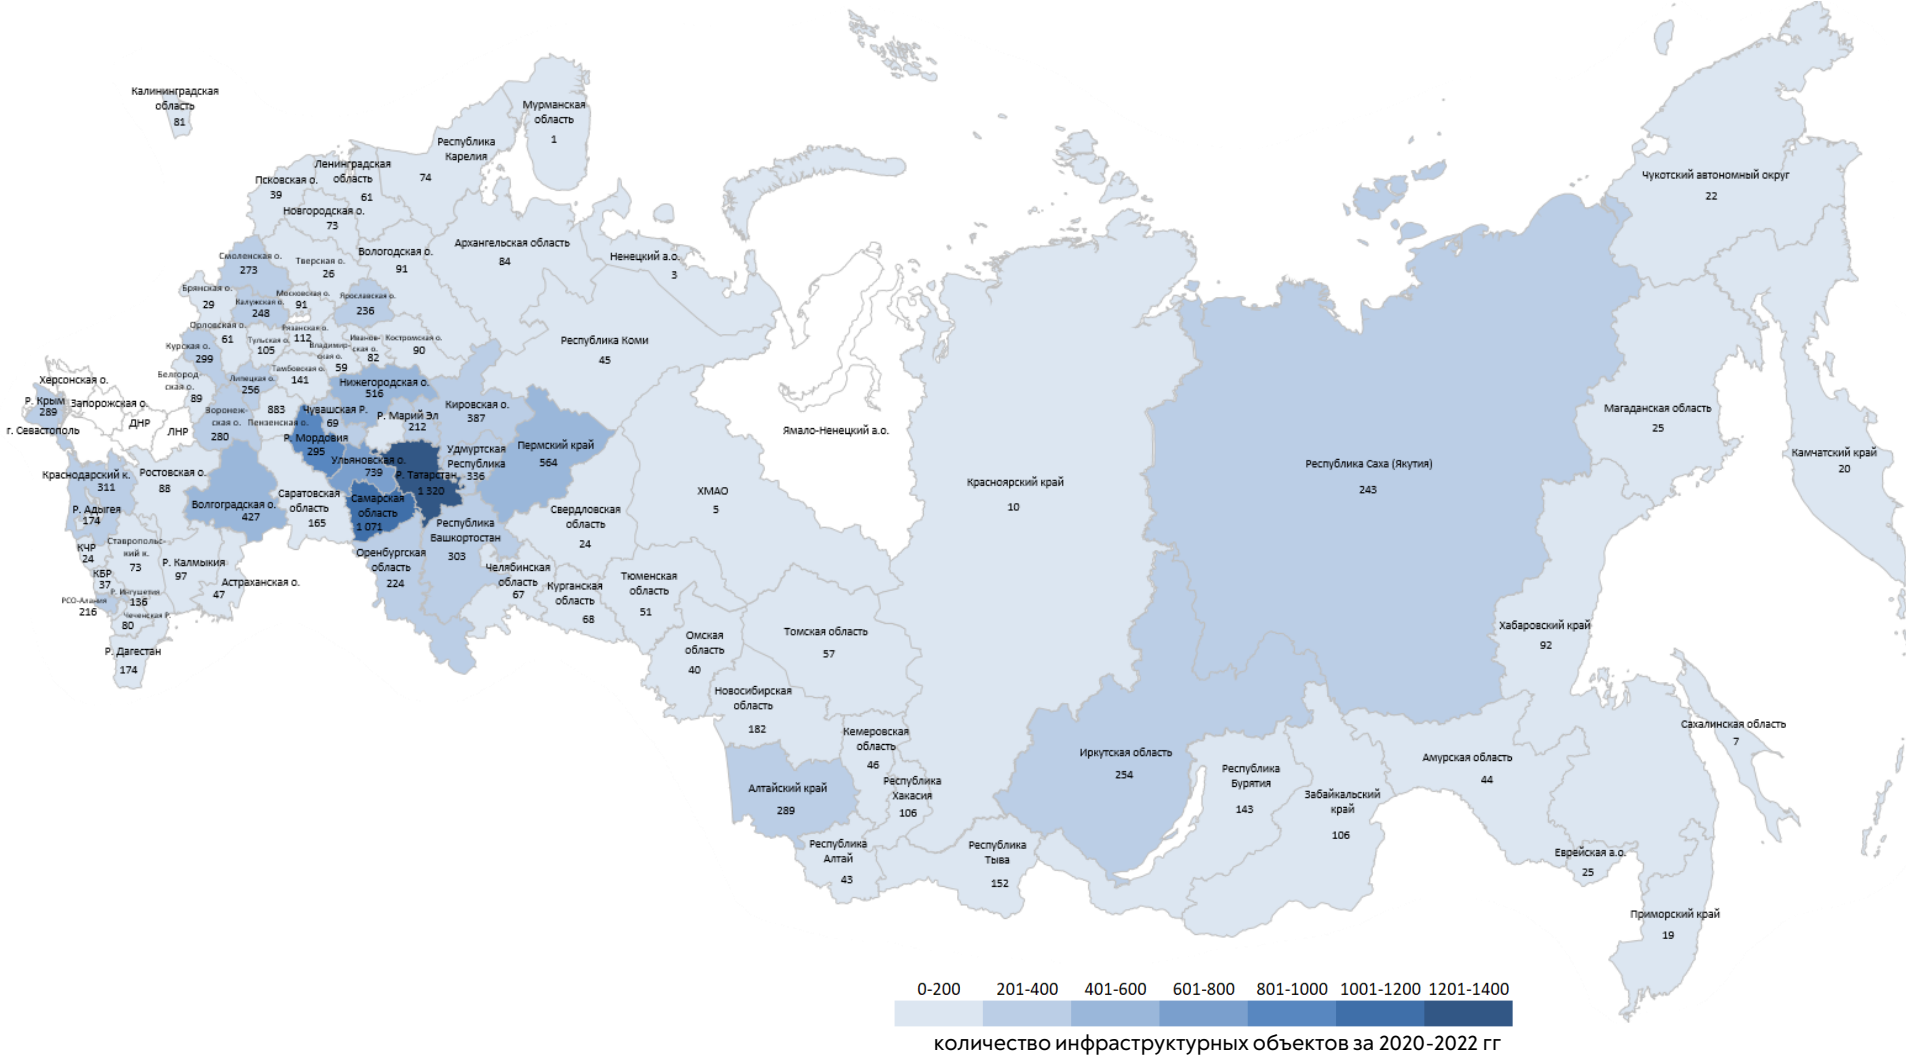 Калининградская
область
81
Мурманская
область
1
Республика
Карелия
74
Ленинградская
область
61
Псковская о.
39
Новгородская о.
73
Вологодская о.
91
Архангельская область
84
Ненецкий а.о.
3
Чукотский автономный округ
22
Смоленская о.
273
Тверская о.
26
Брянская о.
29
Калужская о.
248
Московская о.
91
Ярославская о.
236
Орловская о.
61
Тульская о.
105
Рязанская о.
112
Владимир-
ская о.
59
Иванов-
ская о.
82
Костромская о.
90
Республика Коми
45
Курская о.
299
Белгород-
ская о.
89
Липецкая о.
256
Тамбовская о.
141
Нижегородская о.
516
Херсонская о.
Р. Крым
289
Запорожская о.
г. Севастополь
ДНР
ЛНР
Воронеж-
ская о.
280
883
Пензенская о.
Чувашская Р.
69
Р. Марий Эл
212
Кировская о.
387
Р. Мордовия
295
Ульяновская о.
739
Р. Татарстан
1 320
Удмуртская
Республика
336
Пермский край
564
Ямало-Ненецкий а.о.
Магаданская область
25
Камчатский край
20
Республика Саха (Якутия)
243
Красноярский край
10
ХМАО
5
Краснодарский к.
311
Ростовская о.
88
Р. Адыгея
174
Волгоградская о.
427
Саратовская
область
165
Самарская
область
1 071
Республика
Башкортостан
303
Свердловская
область
24
КЧР
24
Ставрополь-
кий к.
73
Р. Калмыкия
97
Астраханская о.
47
Оренбургская
область
224
Челябинская
область
67
Курганская
область
68
Тюменская
область
51
КБР
37
Р. Ингушетия
136
РСО-Алания
216
Чеченская Р.
80
Р. Дагестан
174
Омская
область
40
Томская область
57
Хабаровский край
92
Новосибирская
область
182
Кемеровская
область
46
Республика
Хакасия
106
Алтайский край
289
Республика
Алтай
43
Республика
Тыва
152
Иркутская область
254
Республика
Бурятия
143
Забайкальский
край
106
Амурская область
44
Сахалинская область
7
Еврейская а.о.
25
Приморский край
19
0-200 201-400 401-600 601-800 801-1000 1001-1200 1201-1400
количество инфраструктурных объектов за 2020-2022 гг